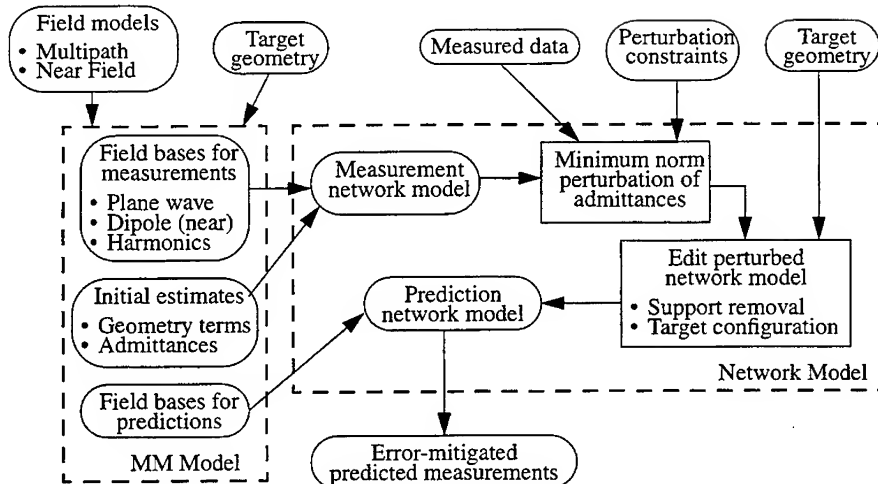 Field models
• Multipath
• Near Field
Target
geometry
Measured data
Perturbation
constraints
Target
geometry
Field bases for
measurements
• Plane wave
• Dipole (near)
• Harmonics
Measurement
network model
Minimum norm
perturbation of
admittances
Initial estimates
• Geometry terms
• Admittances
Prediction
network model
Edit perturbed
network model
• Support removal
• Target configuration
Field bases for
predictions
Network Model
MM Model
Error-mitigated
predicted measurements